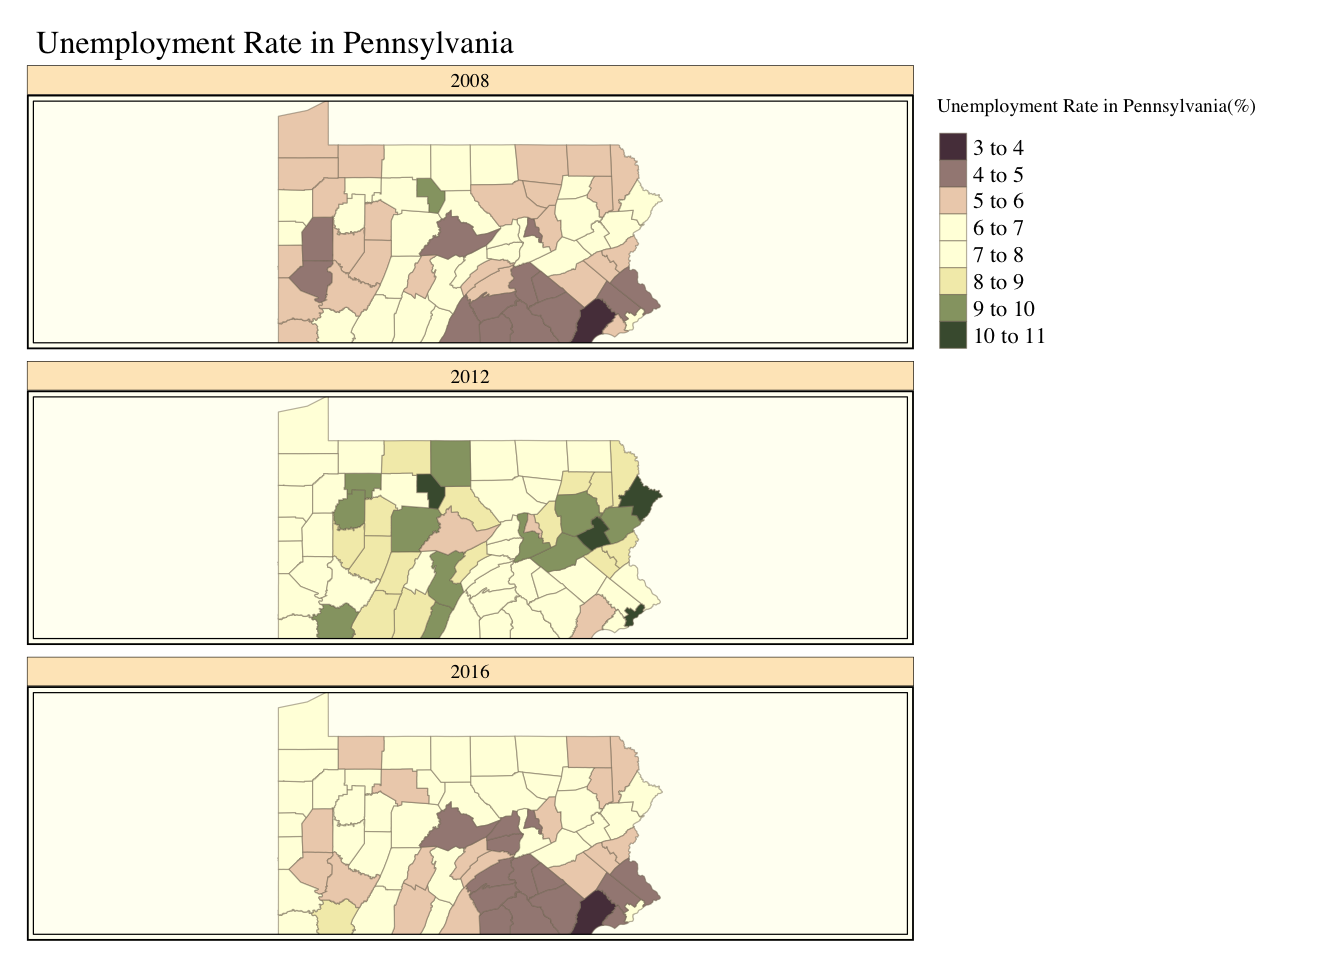 Unemployment Rate in Pennsylvania
2008
Unemployment Rate in Pennsylvania(%)
3 to 4
4 to 5
5 to 6
6 to 7
7 to 8
8 to 9
9 to 10
10 to 11
2012
2016